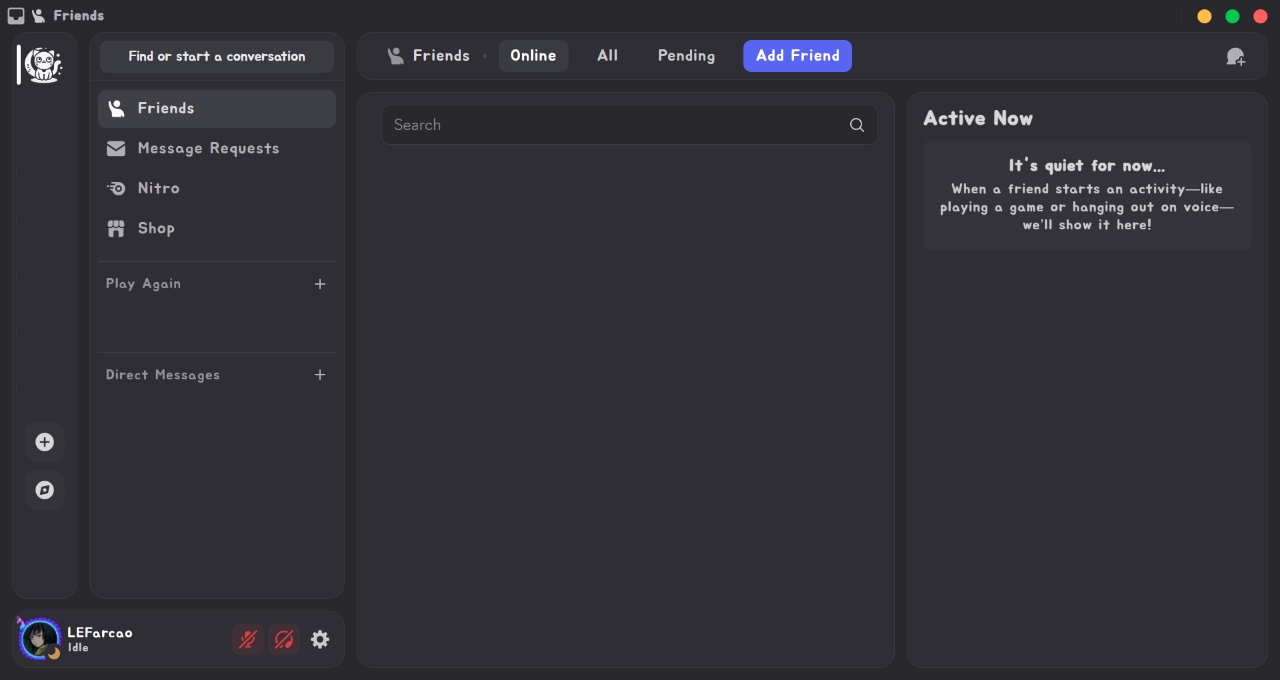 Friends
Find or start a conversation
Friends
Message Requests
Nitro
Shop
Play Again
Direct Messages
LEFarcao
Idle
Friends
Online
All
Pending
Add Friend
Search
Active Now
It's quiet for now...
When a friend starts an activity—like
playing a game or hanging out on voice—
we'll show it here!